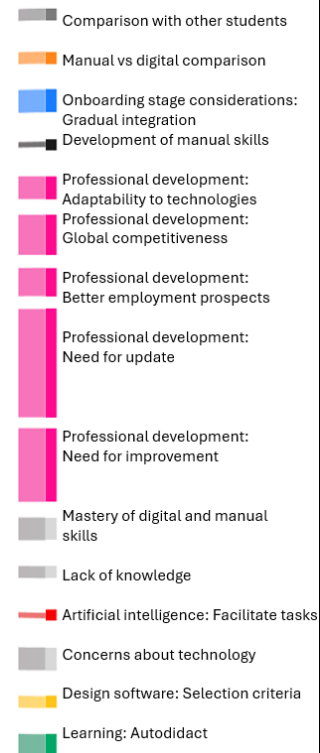 Comparison with other students
Manual vs digital comparison
Onboarding stage considerations:
Gradual integration
Development of manual skills
Professional development:
Adaptability to technologies
Professional development:
Global competitiveness
Professional development:
Better employment prospects
Professional development:
Need for update
Professional development:
Need for improvement
Mastery of digital and manual
skills
Lack of knowledge
Artificial intelligence: Facilitate tasks
Concerns about technology
Design software: Selection criteria
Learning: Autodidact